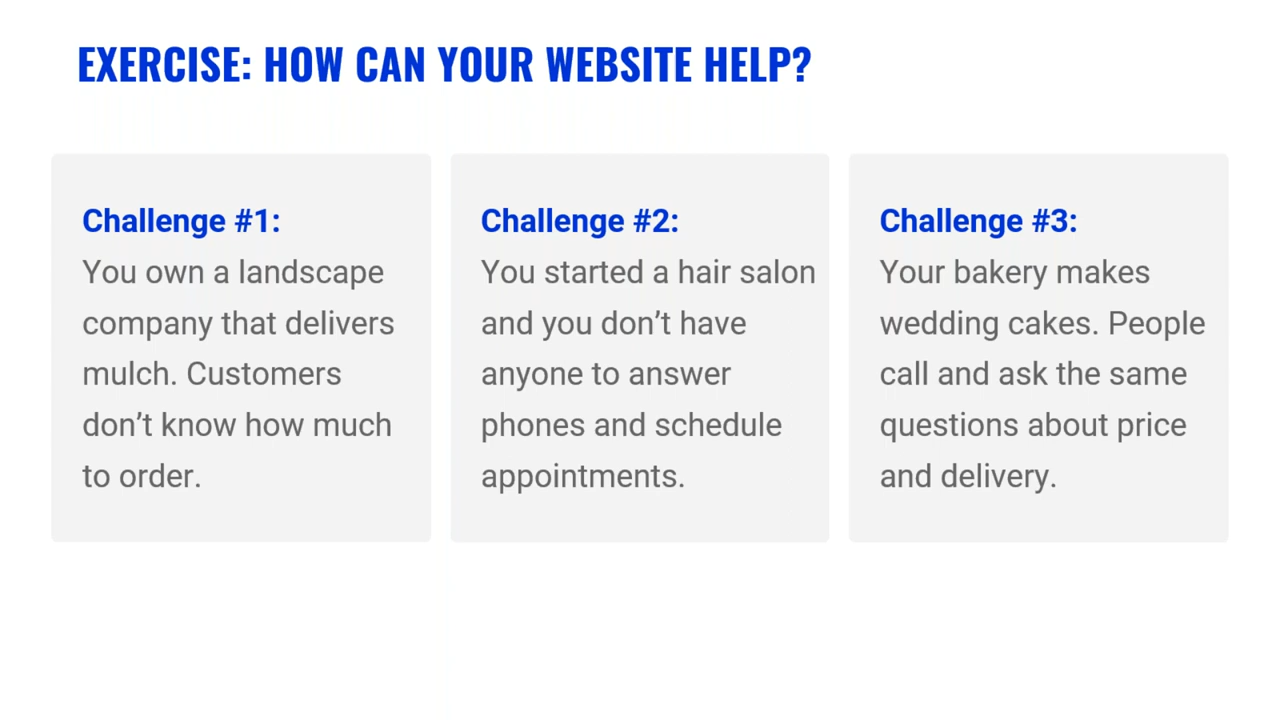 EXERCISE: HOW CAN YOUR WEBSITE HELP?
Challenge #1:
You own a landscape
company that delivers
mulch. Customers
don’t know how much
to order.
Challenge #2:
You started a hair salon
and you don’t have
anyone to answer
phones and schedule
appointments.
Challenge #3:
Your bakery makes
wedding cakes. People
call and ask the same
questions about price
and delivery.